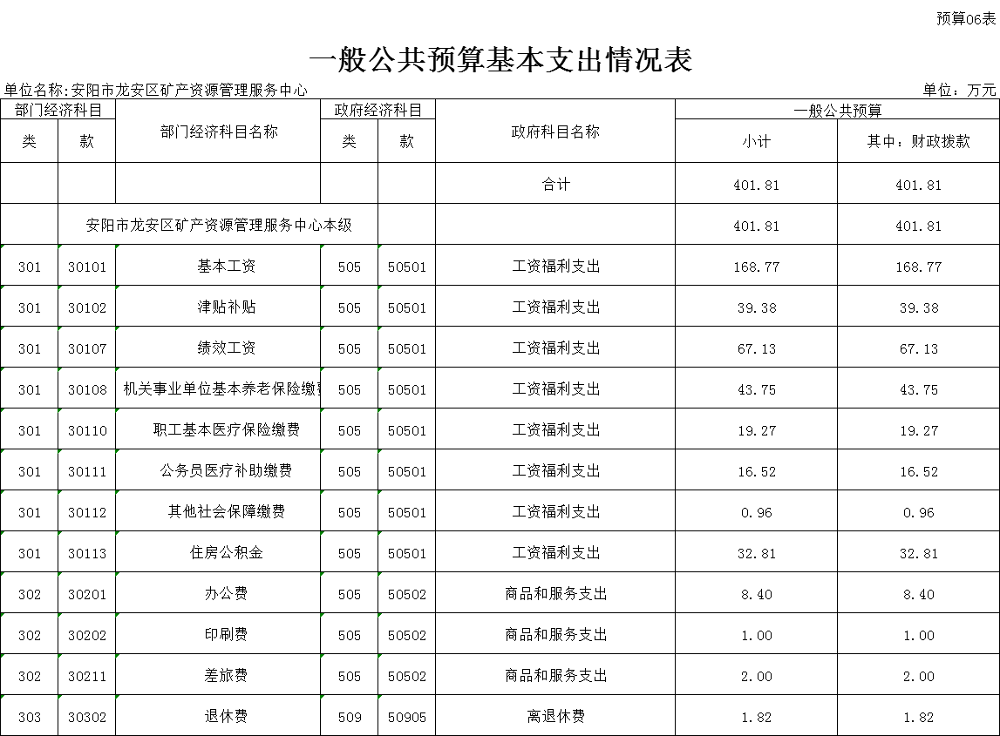 预算06表
一般公共预算基本支出情况表
单位名称:安阳市龙安区矿产资源管理服务中心 单位：万元
部门经济科目 部门经济科目名称 政府经济科目 政府科目名称 一般公共预算
类 款 类 款 小计 其中：财政拨款
合计 401.81 401.81
安阳市龙安区矿产资源管理服务中心本级 401.81 401.81
301 30101 基本工资 505 50501 工资福利支出 168.77 168.77
301 30102 津贴补贴 505 50501 工资福利支出 39.38 39.38
301 30107 绩效工资 505 50501 工资福利支出 67.13 67.13
301 30108 机关事业单位基本养老保险缴 505 50501 工资福利支出 43.75 43.75
301 30110 职工基本医疗保险缴费 505 50501 工资福利支出 19.27 19.27
301 30111 公务员医疗补助缴费 505 50501 工资福利支出 16.52 16.52
301 30112 其他社会保障缴费 505 50501 工资福利支出 0.96 0.96
301 30113 住房公积金 505 50501 工资福利支出 32.81 32.81
302 30201 办公费 505 50502 商品和服务支出 8.40 8.40
302 30202 印刷费 505 50502 商品和服务支出 1.00 1.00
302 30211 差旅费 505 50502 商品和服务支出 2.00 2.00
303 30302 退休费 509 50905 离退休费 1.82 1.82